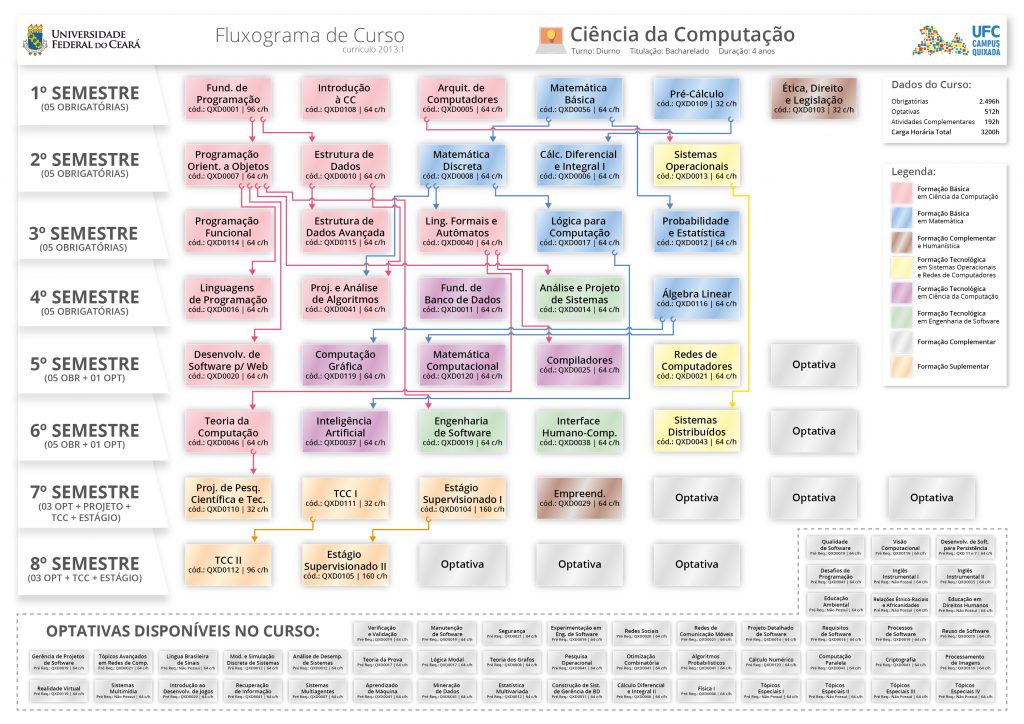 UNIVERSIDADE
FEDERAL DO CEARÁ
Fluxograma de Curso
currículo 2013.1
Ciência da Computação
Turno: Diurno Titulação: Bacharelado Duração: 4 anos
UFC
CAMPUS
QUIXADÁ
1º SEMESTRE
(05 OBRIGATÓRIAS)
Fund. de
Programação
cód.: QXD0001 | 96 c/h
Introdução
à CC
cód.: QXD0108 | 64 c/h
Arquit. de
Computadores
cód.: QXD0005 | 64 c/h
Matemática
Básica
cód.: QXD0056 | 64 c/h
Pré-Cálculo
cód.: QXD0109 | 32 c/h
Ética, Direito
e Legislação
cód.: QXD0103 | 32 c/h
Dados do Curso:
Obrigatórias 2.496h
Optativas 512h
Atividades Complementares 192h
Carga Horária Total 3200h
2º SEMESTRE
(05 OBRIGATÓRIAS)
Programação
Orient. a Objetos
cód.: QXD0007 | 64 c/h
Estrutura de
Dados
cód.: QXD0010 | 64 c/h
Matemática
Discreta
cód.: QXD0008 | 64 c/h
Cálc. Diferencial
e Integral I
cód.: QXD0006 | 64 c/h
Sistemas
Operacionais
cód.: QXD0013 | 64 c/h
Legenda:
Formação Básica
em Ciência da Computação
Formação Básica
em Matemática
Formação Complementar
e Humanística
Formação Tecnológica
em Sistemas Operacionais
e Redes de Computadores
Formação Tecnológica
em Ciência da Computação
Formação Tecnológica
em Engenharia de Software
Formação Complementar
Formação Suplementar
3º SEMESTRE
(05 OBRIGATÓRIAS)
Programação
Funcional
cód.: QXD0114 | 64 c/h
Estrutura de
Dados Avançada
cód.: QXD0115 | 64 c/h
Ling. Formais e
Autômatos
cód.: QXD0040 | 64 c/h
Lógica para
Computação
cód.: QXD0017 | 64 c/h
Probabilidade
e Estatística
cód.: QXD0012 | 64 c/h
4º SEMESTRE
(05 OBRIGATÓRIAS)
Linguagens
de Programação
cód.: QXD0016 | 64 c/h
Proj. e Análise
de Algoritmos
cód.: QXD0041 | 64 c/h
Fund. de
Banco de Dados
cód.: QXD0011 | 64 c/h
Análise e Projeto
de Sistemas
cód.: QXD0014 | 64 c/h
Álgebra Linear
cód.: QXD0116 | 64 c/h
5º SEMESTRE
(05 OBR + 01 OPT)
Desenvolv. de
Software p/ Web
cód.: QXD0020 | 64 c/h
Computação
Gráfica
cód.: QXD0119 | 64 c/h
Matemática
Computacional
cód.: QXD0120 | 64 c/h
Compiladores
cód.: QXD0025 | 64 c/h
Redes de
Computadores
cód.: QXD0021 | 64 c/h
Optativa
6º SEMESTRE
(05 OBR + 01 OPT)
Teoria da
Computação
cód.: QXD0046 | 64 c/h
Inteligência
Artificial
cód.: QXD0037 | 64 c/h
Engenharia
de Software
cód.: QXD0019 | 64 c/h
Interface
Humano-Comp.
cód.: QXD0038 | 64 c/h
Sistemas
Distribuídos
cód.: QXD0043 | 64 c/h
Optativa
7º SEMESTRE
(03 OPT + PROJETO +
TCC + ESTÁGIO)
Proj. de Pesq.
Científica e Tec.
cód.: QXD0110 | 32 c/h
TCC I
cód.: QXD0111 | 32 c/h
Estágio
Supervisionado I
cód.: QXD0104 | 160 c/h
Empreend.
cód.: QXD0029 | 64 c/h
Optativa
Optativa
Optativa
8º SEMESTRE
(03 OPT + TCC + ESTÁGIO)
TCC II
cód.: QXD0112 | 96 c/h
Estágio
Supervisionado II
cód.: QXD0105 | 160 c/h
Optativa
Optativa
Optativa
Qualidade
de Software
Visão
Computacional
Desenvolv. de Soft.
para Persistência
Desafios de
Programação
Inglês
Instrumental I
Inglês
Instrumental II
Educação
Ambiental
Relações Étnico-Raciais
e Africanidades
Educação em
Direitos Humanos
OPTATIVAS DISPONÍVEIS NO CURSO:
Verificação
e Validação
Manutenção
de Software
Segurança
Experimentação em
Eng. de Software
Redes Sociais
Redes de
Comunicação Móveis
Projeto Detalhado
de Software
Requisitos de
Software
Processos de
Software
Reuso de Software
Gerência de Projetos
de Software
Tópicos Avançados
em Redes de Comp.
Língua Brasileira
de Sinais
Mod. e Simulação
Discreta de Sistemas
Análise de Desemp.
de Sistemas
Teoria da Prova
Lógica Modal
Teoria dos Grafos
Pesquisa
Operacional
Otimização
Combinatória
Algoritmos
Probabilísticos
Cálculo Numérico
Computação
Paralela
Criptografia
Processamento
de Imagens
Realidade Virtual
Sistemas
Multimídia
Introdução ao
Desenvolv. de Jogos
Recuperação
de Informação
Sistemas
Multiagentes
Aprendizado
de Máquina
Mineração
de Dados
Estatística
Multivariada
Construção de Sist.
de Gerência de BD
Cálculo Diferencial
e Integral II
Física I
Tópicos
Especiais I
Tópicos
Especiais II
Tópicos
Especiais III
Tópicos
Especiais IV